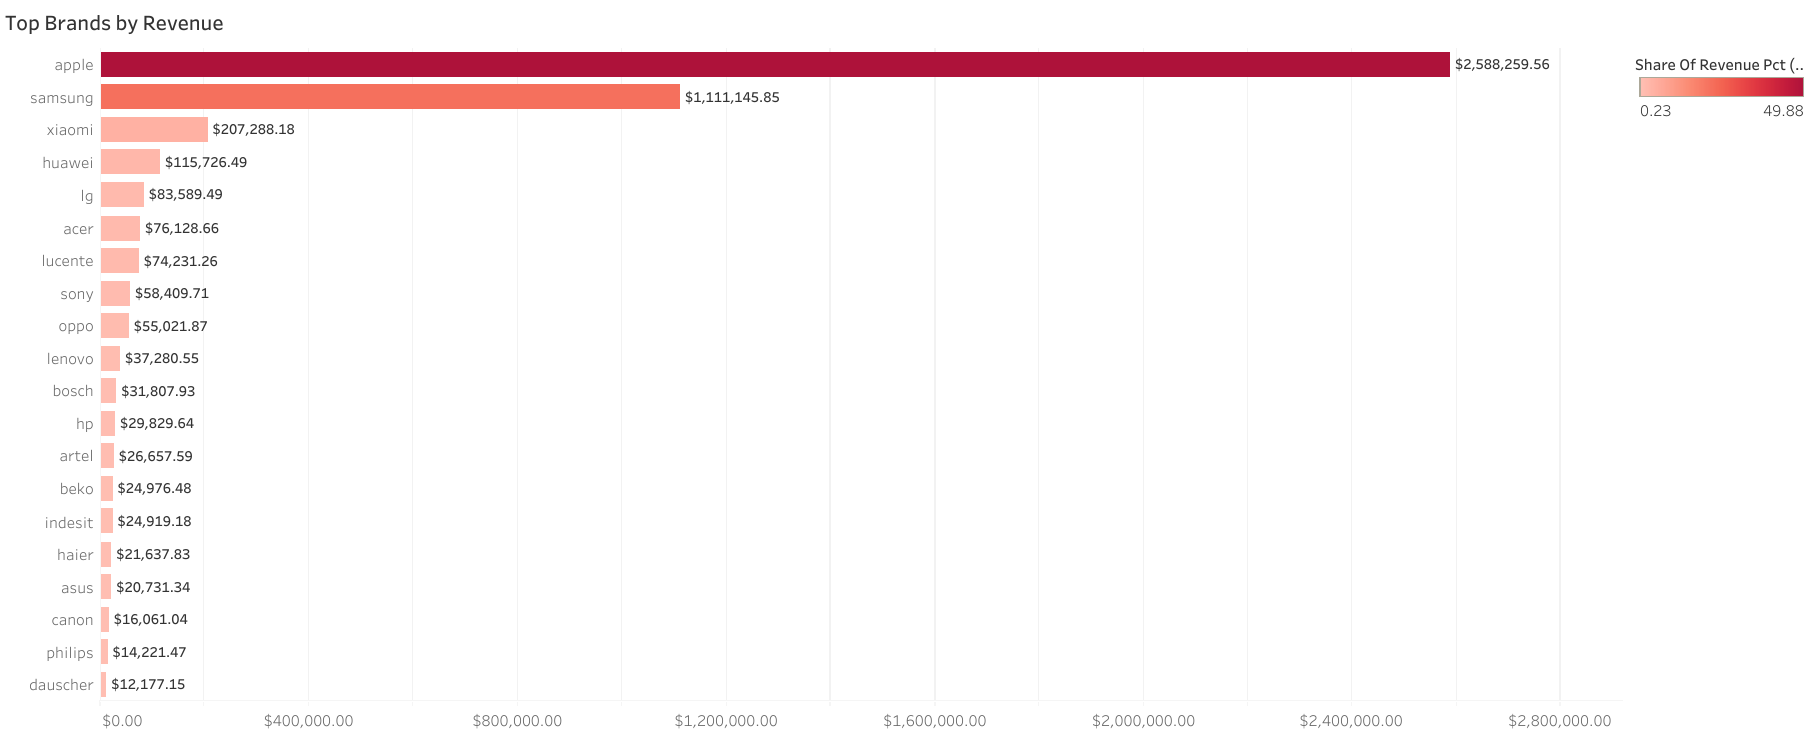 Top Brands by Revenue
apple $2,588,259.56
samsung $1,111,145.85
xiaomi $207,288.18
huawei $115,726.49
lg $83,589.49
acer $76,128.66
lucente $74,231.26
sony $58,409.71
oppo $55,021.87
lenovo $37,280.55
bosch $31,807.93
hp $29,829.64
artel $26,657.59
beko $24,976.48
indesit $24,919.18
haier $21,637.83
asus $20,731.34
canon $16,061.04
philips $14,221.47
dauscher $12,177.15
$0.00 $400,000.00 $800,000.00 $1,200,000.00 $1,600,000.00 $2,000,000.00 $2,400,000.00 $2,800,000.00
Share Of Revenue Pct (..
0.23 49.88